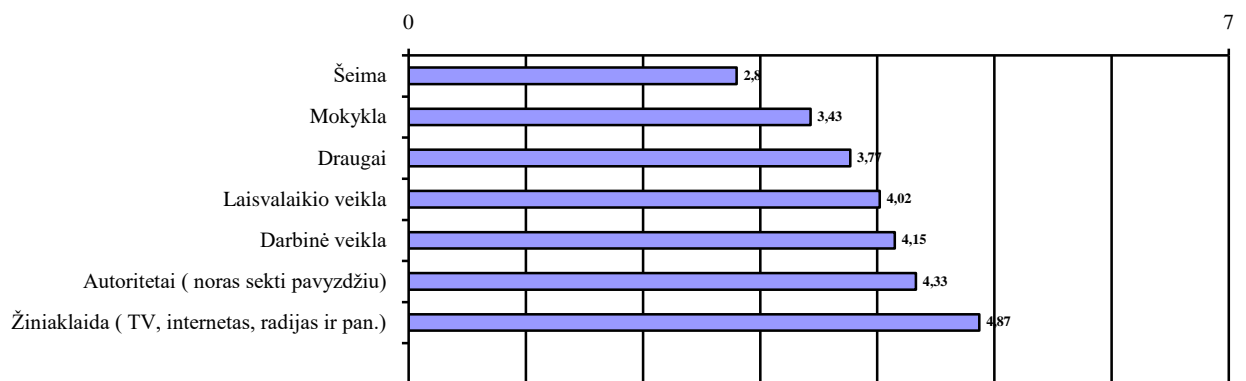 0 7
Šeima 2,8
Mokykla 3,43
Draugai 3,77
Laisvalaikio veikla 4,02
Darbinė veikla 4,15
Autoritetai ( noras sekti pavyzdžiu) 4,33
Žiniaklaida ( TV, internetas, radijas ir pan.) 4,87